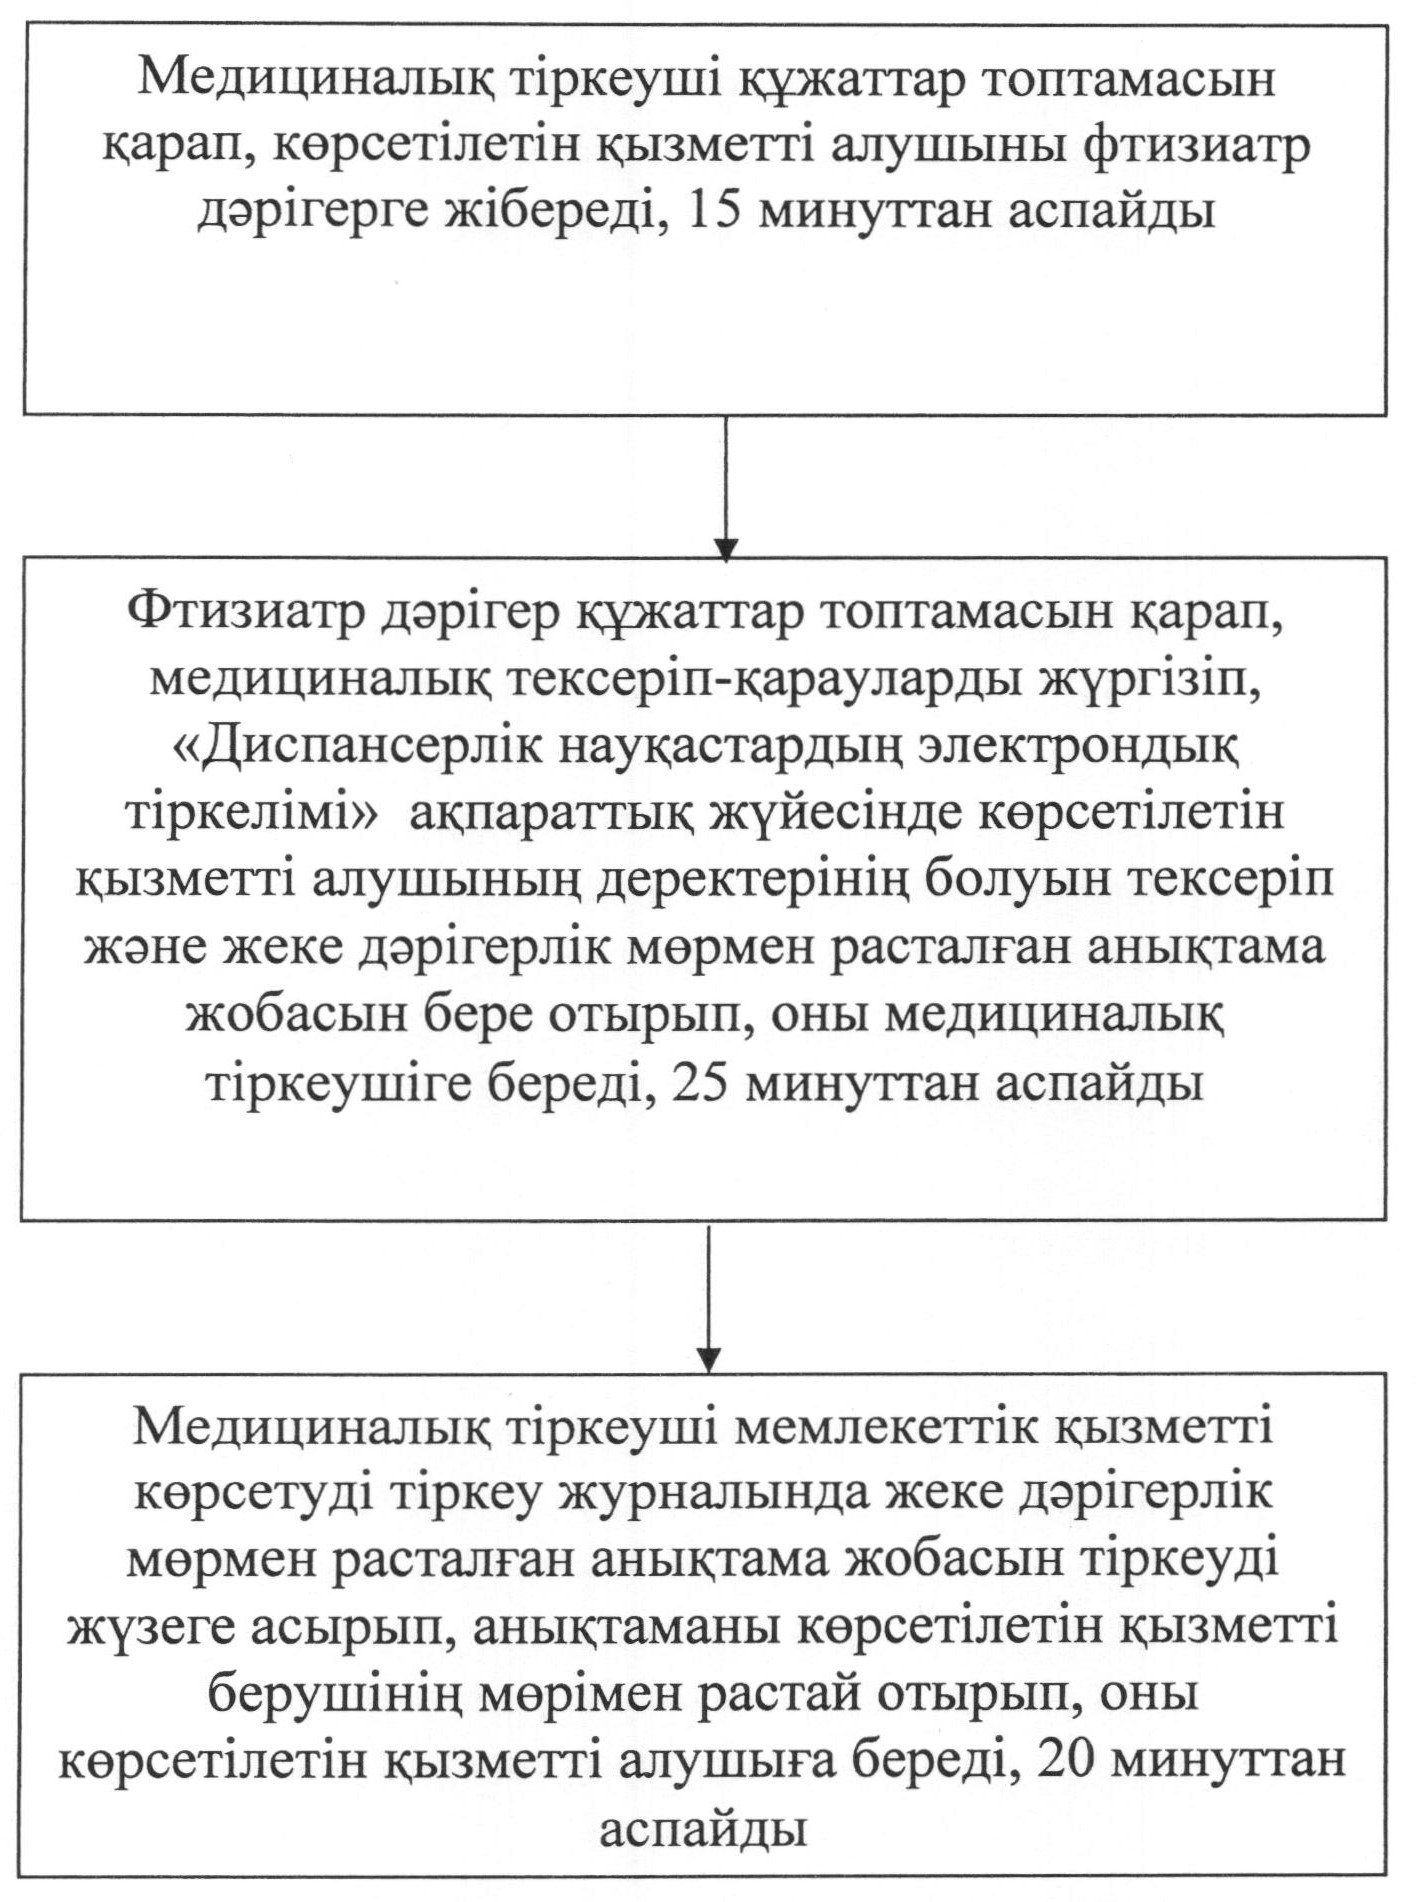 Медициналық тіркеуші құжаттар топтамасын
қарап, көрсетілетін қызметті алушыны фтизиатр
дәрігерге жібереді, 15 минуттан аспайды
Фтизиатр дәрігер құжаттар топтамасын қарап,
медициналық тексеріп-қарауларды жүргізіп,
«Диспансерлік науқастардың электрондық
тіркелімі» ақпараттық жүйесінде көрсетілетін
қызметті алушының деректерінің болуын тексеріп
және жеке дәрігерлік мөрмен расталған анықтама
жобасын бере отырып, оны медициналық
тіркеушіге береді, 25 минуттан аспайды
Медициналық тіркеуші мемлекеттік қызметті
көрсетуді тіркеу журналында жеке дәрігерлік
мөрмен расталған анықтама жобасын тіркеуді
жүзеге асырып, анықтаманы көрсетілетін қызметті
берушінің мөрімен растай отырып, оны
көрсетілетін қызметті алушыға береді, 20 минуттан
аспайды